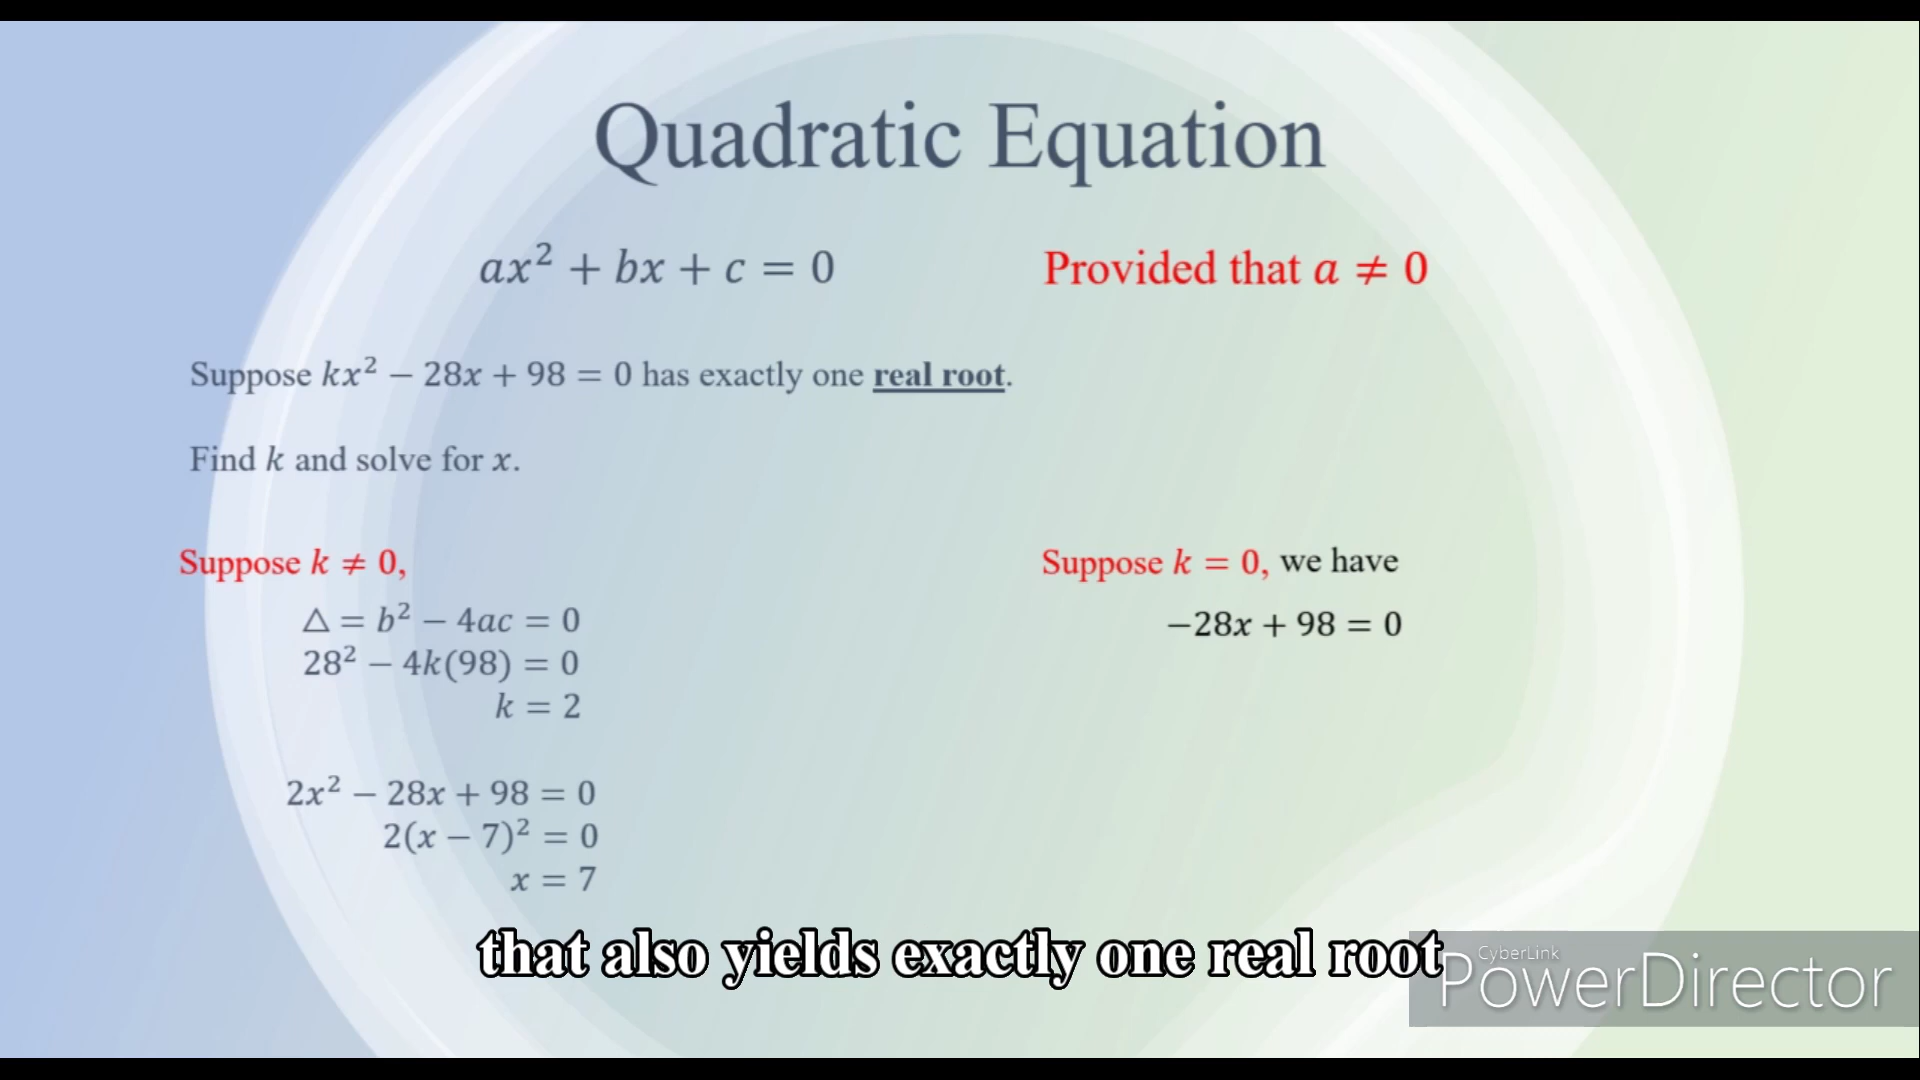 Quadratic Equation
ax² + bx + c = 0
Provided that a ≠ 0
Suppose kx² − 28x + 98 = 0 has exactly one real root.
Find k and solve for x.
Suppose k ≠ 0,
△ = b² − 4ac = 0
28² − 4k(98) = 0
k = 2
2x² − 28x + 98 = 0
2(x − 7)² = 0
x = 7
Suppose k = 0, we have
−28x + 98 = 0
that also yields exactly one real root
CyberLink
PowerDirector